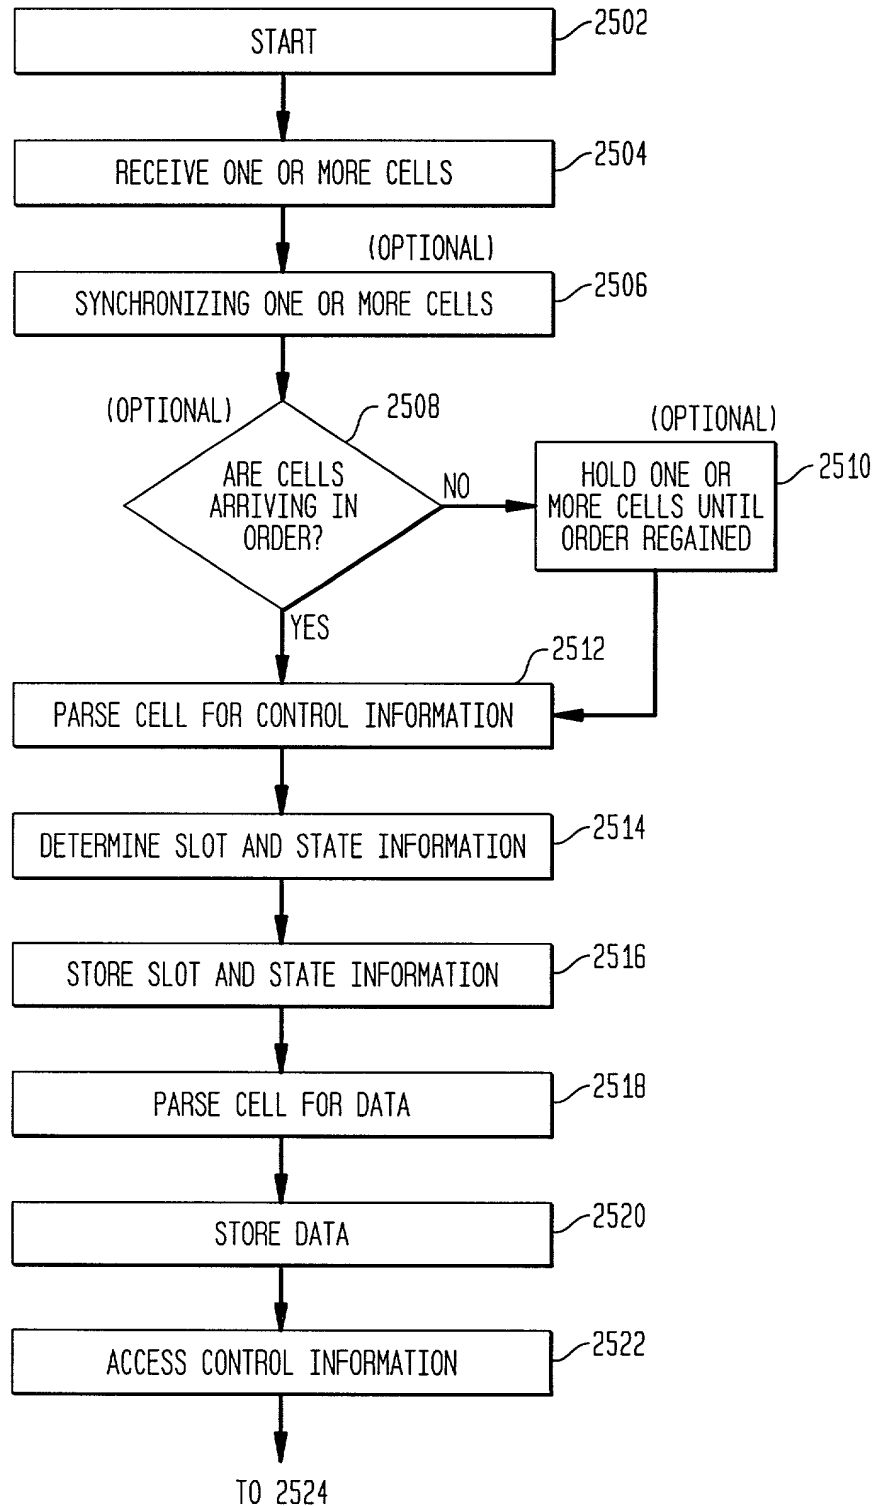 START
2502
RECEIVE ONE OR MORE CELLS
2504
(OPTIONAL)
SYNCHRONIZING ONE OR MORE CELLS
2506
(OPTIONAL)
2508
ARE CELLS
ARRIVING IN
ORDER?
NO
YES
(OPTIONAL)
HOLD ONE OR
MORE CELLS UNTIL
ORDER REGAINED
2510
2512
PARSE CELL FOR CONTROL INFORMATION
DETERMINE SLOT AND STATE INFORMATION
2514
STORE SLOT AND STATE INFORMATION
2516
PARSE CELL FOR DATA
2518
STORE DATA
2520
ACCESS CONTROL INFORMATION
2522
TO 2524